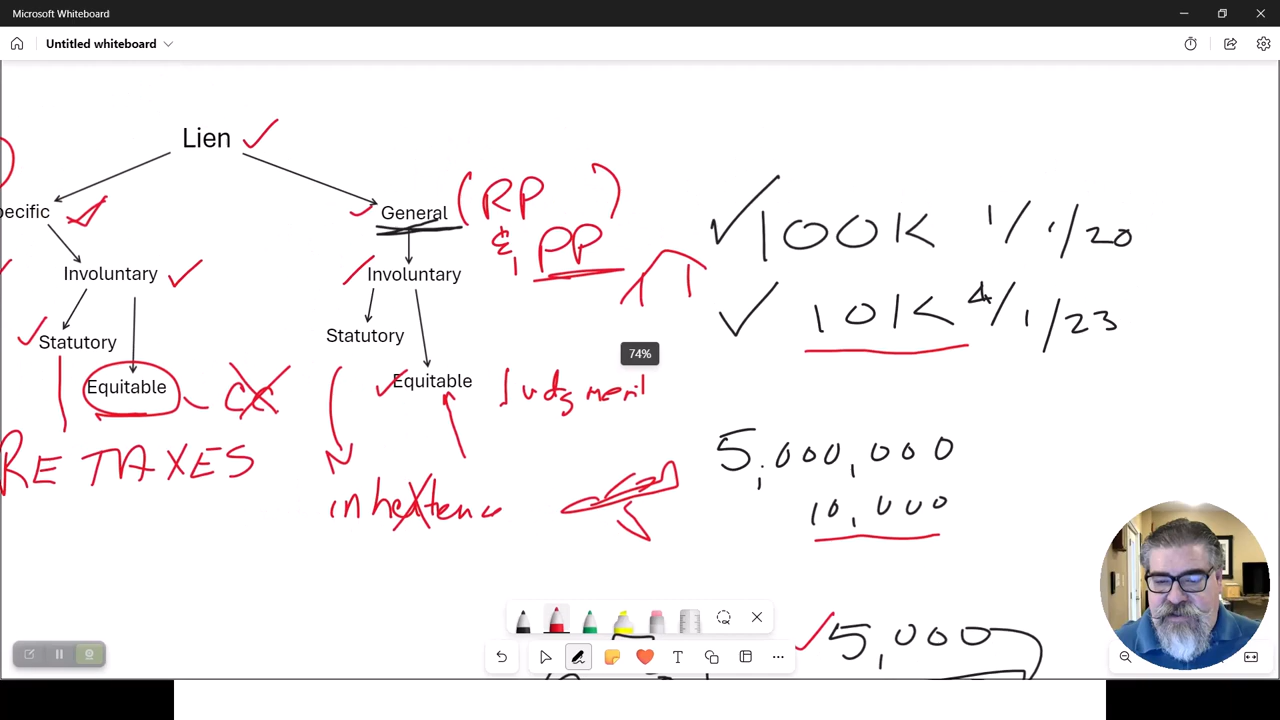 Microsoft Whiteboard
Untitled whiteboard
Lien
pecific
General
(RP
& PP)
Involuntary
Involuntary
Statutory
Statutory
Equitable
Equitable
CC
Judgment
RE TAXES
100K 1/1/20
10K 4/1/23
74%
5,000,000
10,000
5,000